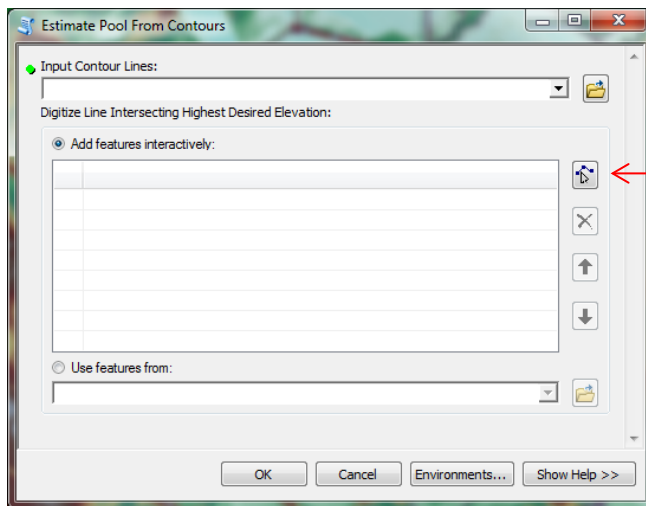 Estimate Pool From Contours
Input Contour Lines:
Digitize Line Intersecting Highest Desired Elevation:
Add features interactively:
Use features from:
OK Cancel Environments... Show Help >>